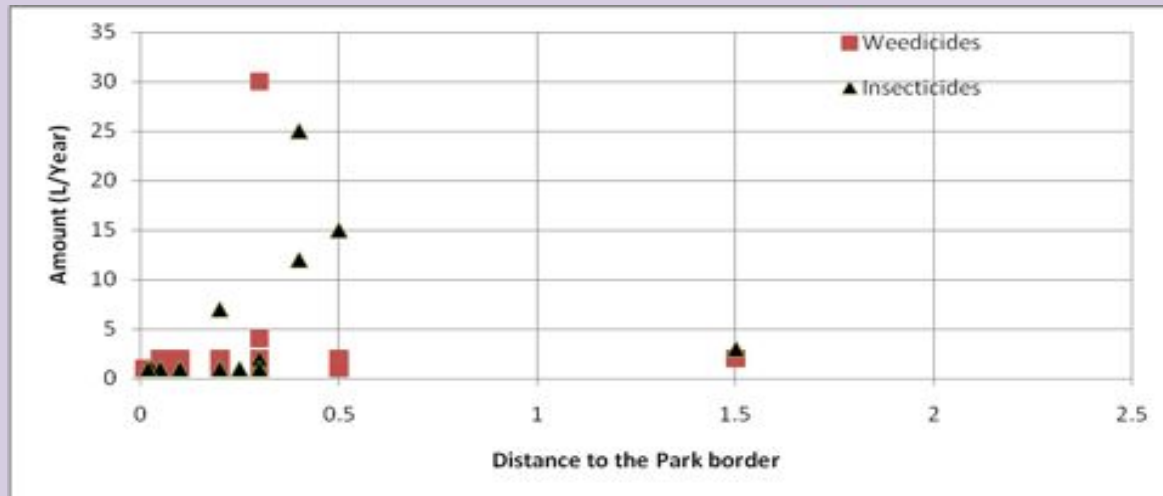 35
30
25
20
15
10
5
0
Amount (L/Year)
Weedicides
Insecticides
0 0.5 1 1.5 2 2.5
Distance to the Park border